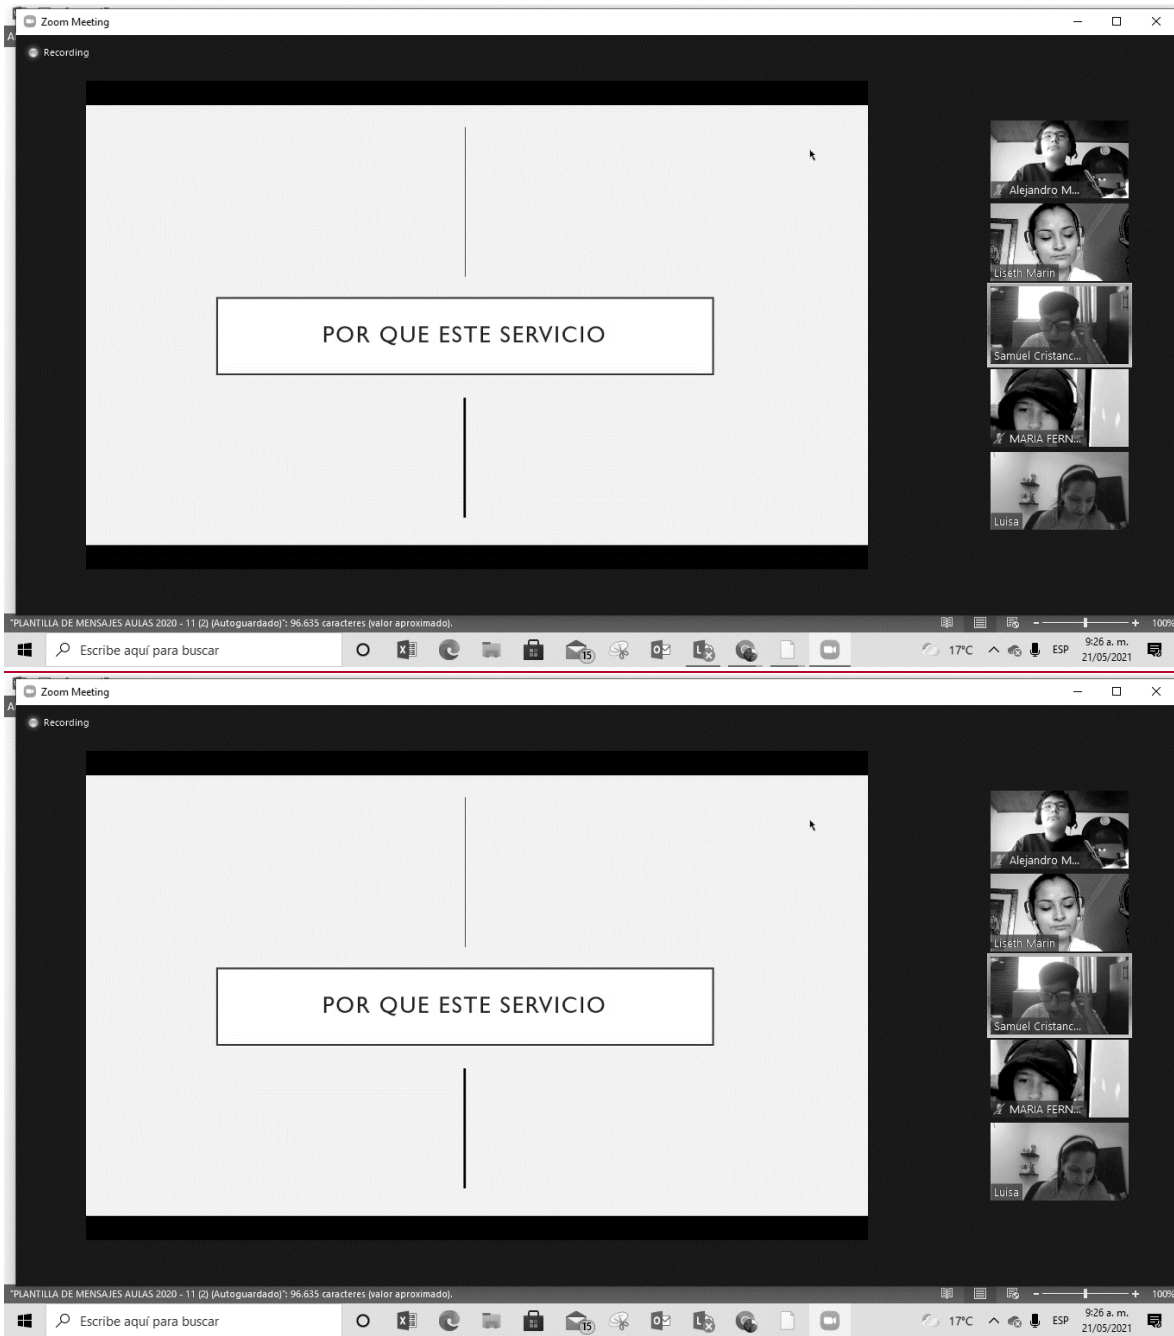 Zoom Meeting
Recording
POR QUE ESTE SERVICIO
Alejandro M...
Liseth Marin
Samuel Cristanc...
MARIA FERN...
Luisa
"PLANTILLA DE MENSAJES AULAS 2020 - 11 (2) (Autoguardado)": 96.635 caracteres (valor aproximado).
100%
Escribe aquí para buscar
15
17°C
ESP
9:26 a. m.
21/05/2021
Zoom Meeting
Recording
POR QUE ESTE SERVICIO
Alejandro M...
Liseth Marin
Samuel Cristanc...
MARIA FERN...
Luisa
"PLANTILLA DE MENSAJES AULAS 2020 - 11 (2) (Autoguardado)": 96.635 caracteres (valor aproximado).
100%
Escribe aquí para buscar
15
17°C
ESP
9:26 a. m.
21/05/2021